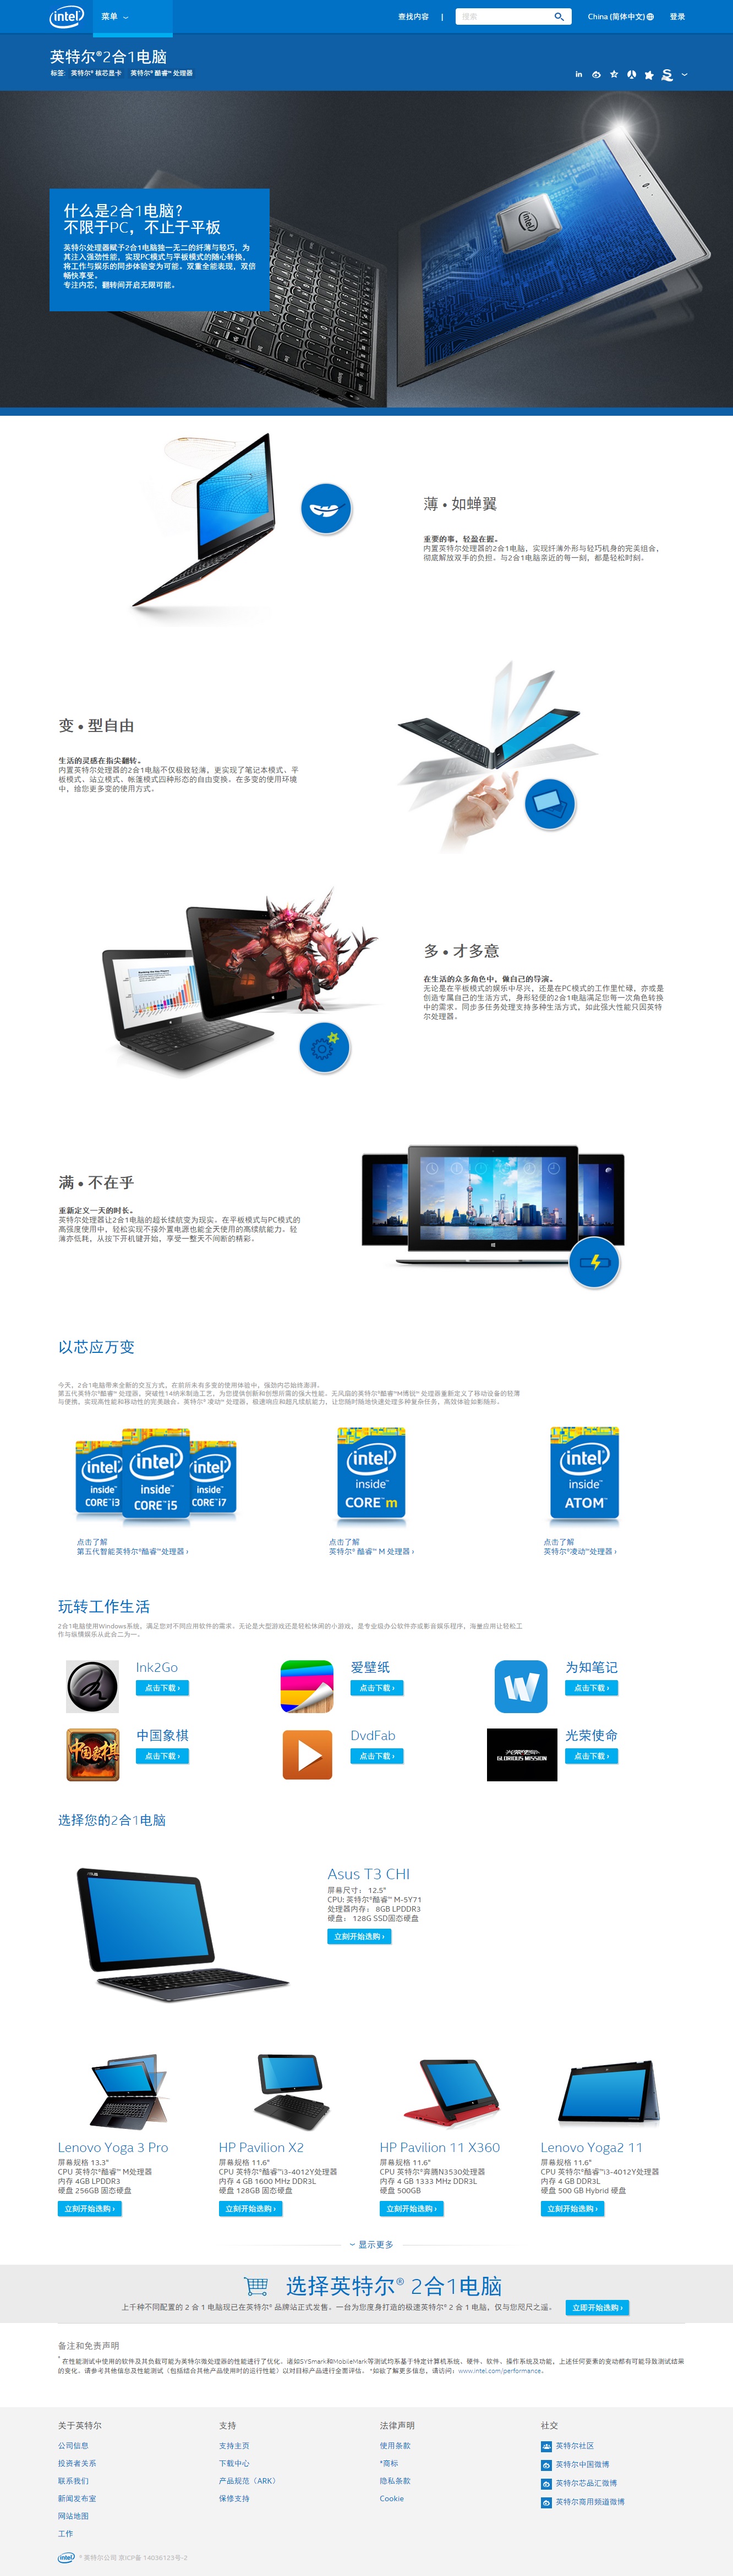 intel
菜单
查找内容 |
搜索
China (简体中文)
登录
英特尔®2合1电脑
标签: 英特尔® 核芯显卡 英特尔® 酷睿™ 处理器
什么是2合1电脑？
不限于PC，不止于平板
英特尔处理器赋予2合1电脑独一无二的纤薄与轻巧，为
其注入强劲性能，实现PC模式与平板模式的随心转换，
将工作与娱乐的同步体验变为可能。双重全能表现，双倍
畅快享受。
专注内芯，翻转间开启无限可能。
薄 • 如蝉翼
重要的事，轻盈在握。
内置英特尔处理器的2合1电脑，实现纤薄外形与轻巧机身的完美组合，
彻底解放双手的负担。与2合1电脑亲近的每一刻，都是轻松时刻。
变 • 型自由
生活的灵感在指尖翻转。
内置英特尔处理器的2合1电脑不仅极致轻薄，更实现了笔记本模式、平
板模式、站立模式、帐篷模式四种形态的自由变换。在多变的使用环境
中，给您更多变的使用方式。
多 • 才多意
在生活的众多角色中，做自己的导演。
无论是在平板模式的娱乐中尽兴，还是在PC模式的工作里忙碌，亦或是
创造专属自己的生活方式，身形轻便的2合1电脑满足您每一次角色转换
中的需求。同步多任务处理支持多种生活方式，如此强大性能只因英特
尔处理器。
满 • 不在乎
重新定义一天的时长。
英特尔处理器让2合1电脑的超长续航变为现实。在平板模式与PC模式的
高强度使用中，轻松实现不接外置电源也能全天使用的高续航能力。轻
薄亦低耗，从按下开机键开始，享受一整天不间断的精彩。
以芯应万变
今天，2合1电脑带来全新的交互方式，在前所未有多变的使用体验中，强劲内芯始终澎湃。
第五代英特尔®酷睿™ 处理器，突破性14纳米制造工艺，为您提供创新和创想所需的强大性能。无风扇的英特尔®酷睿™M博锐™ 处理器重新定义了移动设备的轻薄
与便携，实现高性能和移动性的完美融合。英特尔® 凌动™ 处理器，极速响应和超凡续航能力，让您随时随地快速处理多种复杂任务，高效体验如影随形。
intel inside™ CORE™ i3
intel inside™ CORE™ i5
intel inside™ CORE™ i7
intel inside™ CORE™ m
intel inside™ ATOM™
点击了解
第五代智能英特尔®酷睿™处理器 ›
点击了解
英特尔® 酷睿™ M 处理器 ›
点击了解
英特尔®凌动™处理器 ›
玩转工作生活
2合1电脑使用Windows系统，满足您对不同应用软件的需求。无论是大型游戏还是轻松休闲的小游戏，是专业级办公软件亦或影音娱乐程序，海量应用让轻松工
作与纵情娱乐从此合二为一。
Ink2Go
点击下载 ›
爱壁纸
点击下载 ›
为知笔记
点击下载 ›
中国象棋
中国象棋
点击下载 ›
DvdFab
点击下载 ›
光荣使命
GLORIOUS MISSION
光荣使命
点击下载 ›
选择您的2合1电脑
Asus T3 CHI
屏幕尺寸： 12.5"
CPU: 英特尔®酷睿™ M-5Y71
处理器内存： 8GB LPDDR3
硬盘： 128G SSD固态硬盘
立刻开始选购 ›
Lenovo Yoga 3 Pro
屏幕规格 13.3"
CPU 英特尔®酷睿™ M处理器
内存 4GB LPDDR3
硬盘 256GB 固态硬盘
立刻开始选购 ›
HP Pavilion X2
屏幕规格 11.6"
CPU 英特尔®酷睿™i3-4012Y处理器
内存 4 GB 1600 MHz DDR3L
硬盘 128GB 固态硬盘
立刻开始选购 ›
HP Pavilion 11 X360
屏幕规格 11.6"
CPU 英特尔®奔腾N3530处理器
内存 4 GB 1333 MHz DDR3L
硬盘 500GB
立刻开始选购 ›
Lenovo Yoga2 11
屏幕规格 11.6"
CPU 英特尔®酷睿™i3-4012Y处理器
内存 4 GB DDR3L
硬盘 500 GB Hybrid 硬盘
立刻开始选购 ›
显示更多
选择英特尔® 2合1电脑
上千种不同配置的 2 合 1 电脑现已在英特尔® 品牌站正式发售。一台为您度身打造的极速英特尔® 2 合 1 电脑，仅与您咫尺之遥。
立即开始选购 ›
备注和免责声明
* 在性能测试中使用的软件及其负载可能为英特尔微处理器的性能进行了优化。诸如SYSmark和MobileMark等测试均系基于特定计算机系统、硬件、软件、操作系统及功能，上述任何要素的变动都有可能导致测试结果
的变化。请参考其他信息及性能测试（包括结合其他产品使用时的运行性能）以对目标产品进行全面评估。 *如欲了解更多信息，请访问：www.intel.com/performance。
关于英特尔
公司信息
投资者关系
联系我们
新闻发布室
网站地图
工作
支持
支持主页
下载中心
产品规范（ARK）
保修支持
法律声明
使用条款
*商标
隐私条款
Cookie
社交
英特尔社区
英特尔中国微博
英特尔芯品汇微博
英特尔商用频道微博
intel ® 英特尔公司 京ICP备 14036123号-2